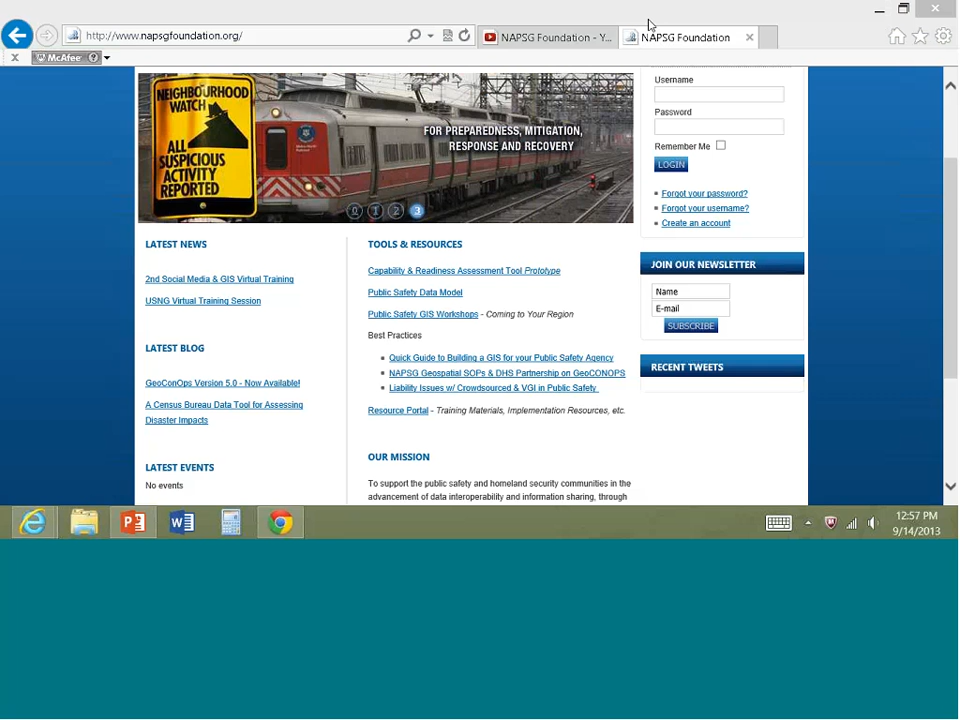 http://www.napsgfoundation.org/
NAPSG Foundation - Y...
NAPSG Foundation
McAfee
NEIGHBOURHOOD
WATCH
ALL
SUSPICIOUS
ACTIVITY
REPORTED
FOR PREPAREDNESS, MITIGATION,
RESPONSE AND RECOVERY
0 1 2 3
Username
Password
Remember Me
LOGIN
Forgot your password?
Forgot your username?
Create an account
JOIN OUR NEWSLETTER
Name
E-mail
SUBSCRIBE
RECENT TWEETS
LATEST NEWS
2nd Social Media & GIS Virtual Training
USNG Virtual Training Session
LATEST BLOG
GeoConOps Version 5.0 - Now Available!
A Census Bureau Data Tool for Assessing
Disaster Impacts
LATEST EVENTS
No events
TOOLS & RESOURCES
Capability & Readiness Assessment Tool Prototype
Public Safety Data Model
Public Safety GIS Workshops - Coming to Your Region
Best Practices
Quick Guide to Building a GIS for your Public Safety Agency
NAPSG Geospatial SOPs & DHS Partnership on GeoCONOPS
Liability Issues w/ Crowdsourced & VGI in Public Safety
Resource Portal - Training Materials, Implementation Resources, etc.
OUR MISSION
To support the public safety and homeland security communities in the
advancement of data interoperability and information sharing, through
12:57 PM
9/14/2013